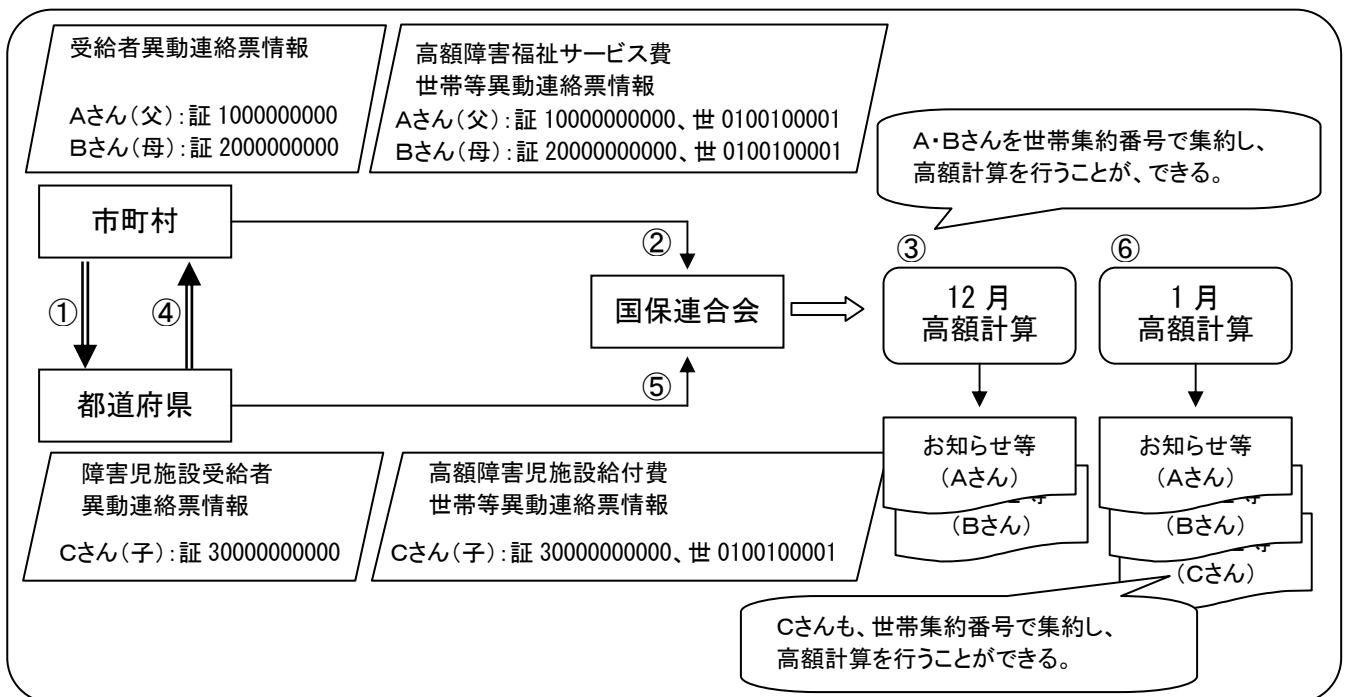 受給者異動連絡票情報
Aさん(父):証 1000000000
Bさん(母):証 2000000000
高額障害福祉サービス費
世帯等異動連絡票情報
Aさん(父):証 10000000000、世 0100100001
Bさん(母):証 20000000000、世 0100100001
A・Bさんを世帯集約番号で集約し、
高額計算を行うことが、できる。
市町村
②
③
⑥
①
④
国保連合会
12 月
高額計算
1 月
高額計算
都道府県
⑤
障害児施設受給者
異動連絡票情報
Cさん(子):証 30000000000
高額障害児施設給付費
世帯等異動連絡票情報
Cさん(子):証 30000000000、世 0100100001
お知らせ等
(Aさん)
(Bさん)
お知らせ等
(Aさん)
(Bさん)
(Cさん)
Cさんも、世帯集約番号で集約し、
高額計算を行うことができる。